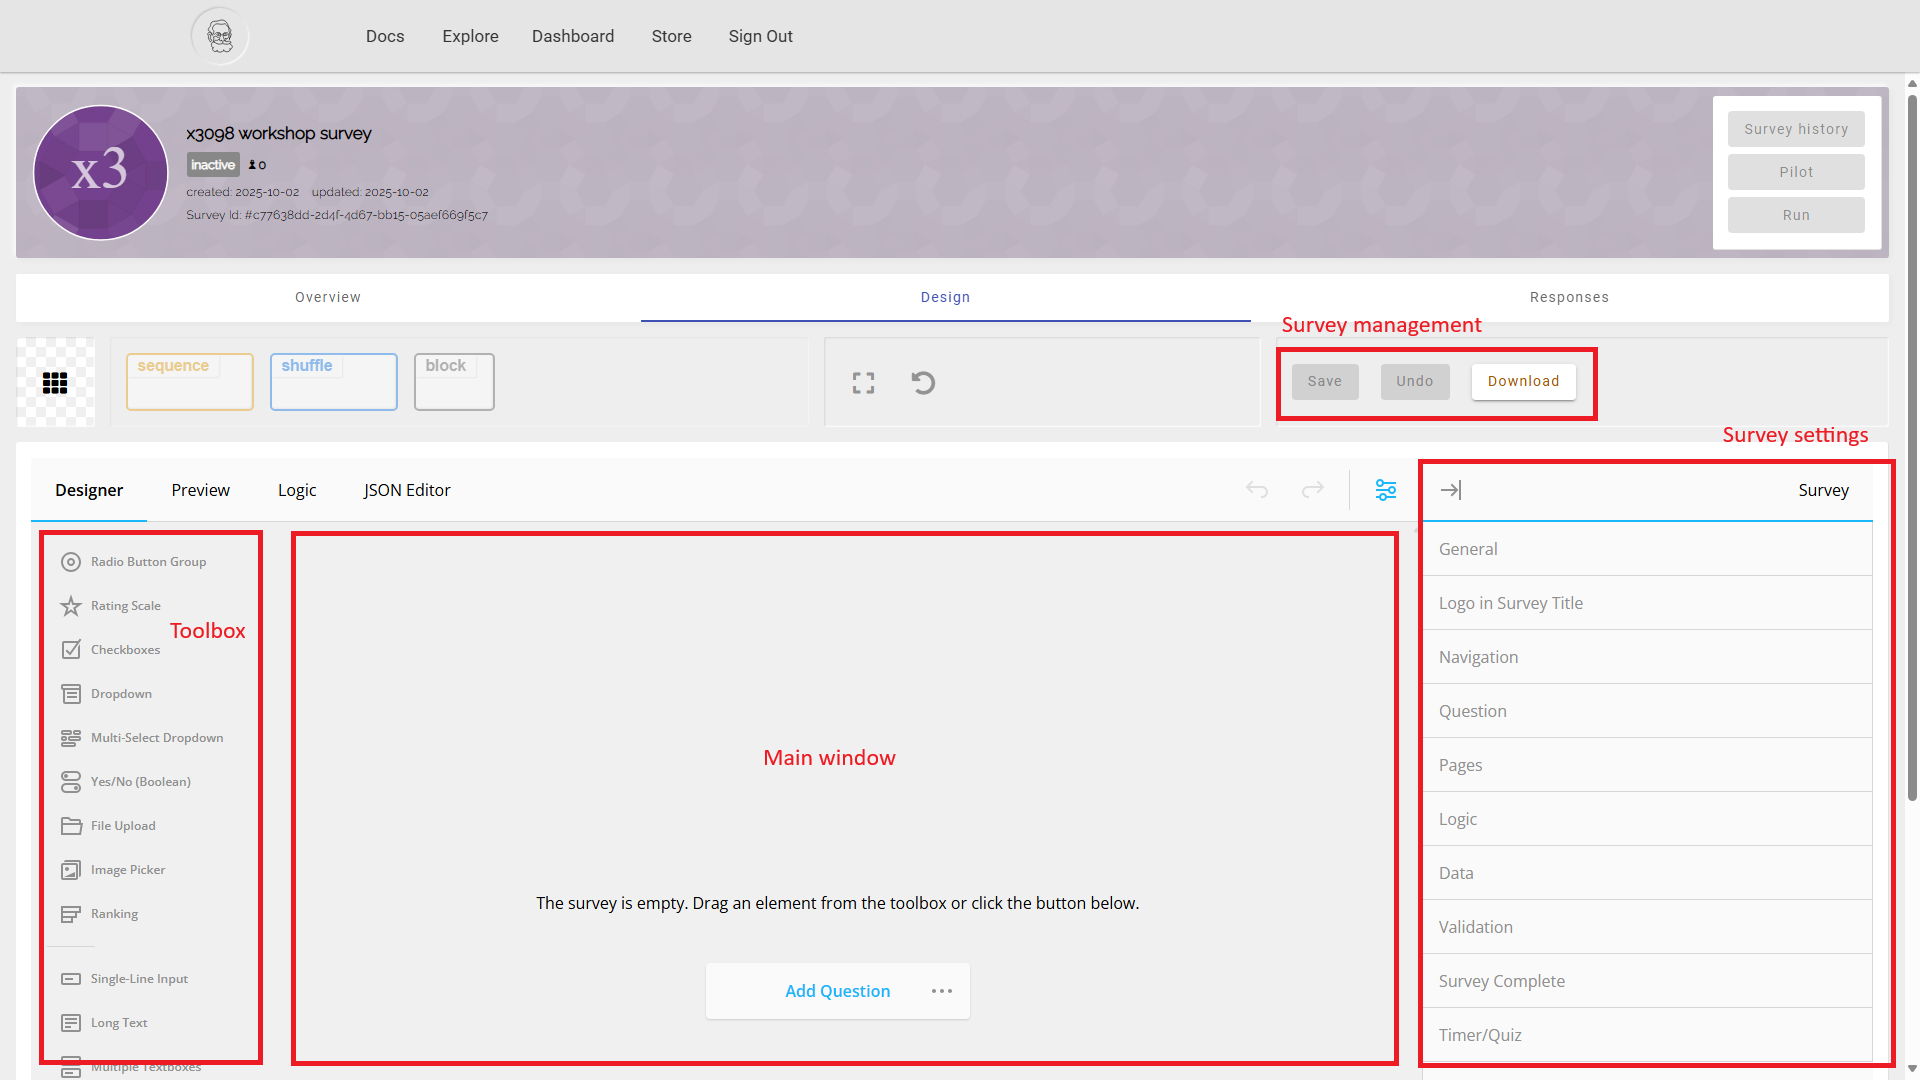 Docs Explore Dashboard Store Sign Out
x3
x3098 workshop survey
inactive 0
created: 2025-10-02 updated: 2025-10-02
Survey Id: #c77638dd-2d4f-4d67-bb15-05aef669f5c7
Survey history
Pilot
Run
Overview Design Responses
Survey management
sequence shuffle block
Save Undo Download
Survey settings
Designer Preview Logic JSON Editor
Survey
Radio Button Group
Rating Scale
Toolbox
Checkboxes
Dropdown
Multi-Select Dropdown
Yes/No (Boolean)
File Upload
Image Picker
Ranking
Single-Line Input
Long Text
Multiple Textboxes
Main window
The survey is empty. Drag an element from the toolbox or click the button below.
Add Question
General
Logo in Survey Title
Navigation
Question
Pages
Logic
Data
Validation
Survey Complete
Timer/Quiz